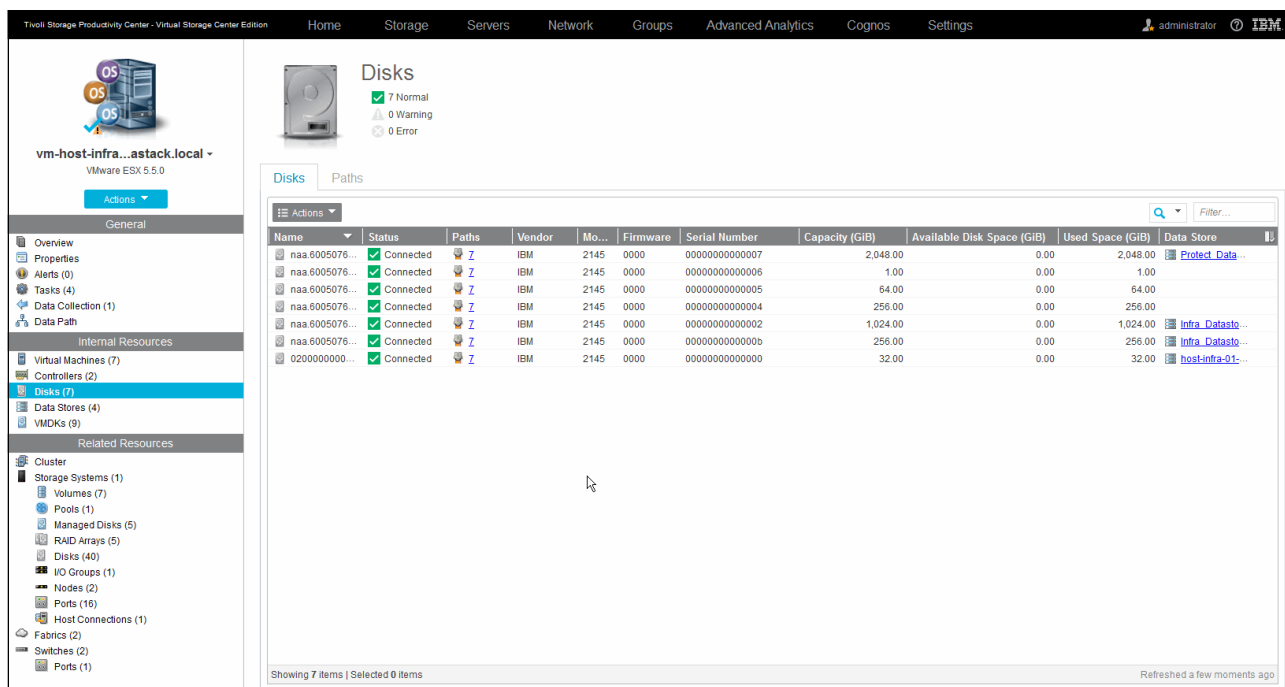 Tivoli Storage Productivity Center - Virtual Storage Center Edition Home Storage Servers Network Groups Advanced Analytics Cognos Settings administrator IBM
vm-host-infra...astack.local
VMware ESX 5.5.0
Actions
General
Overview
Properties
Alerts (0)
Tasks (4)
Data Collection (1)
Data Path
Internal Resources
Virtual Machines (7)
Controllers (2)
Disks (7)
Data Stores (4)
VMDKs (9)
Related Resources
Cluster
Storage Systems (1)
Volumes (7)
Pools (1)
Managed Disks (5)
RAID Arrays (5)
Disks (40)
I/O Groups (1)
Nodes (2)
Ports (16)
Host Connections (1)
Fabrics (2)
Switches (2)
Ports (1)
Disks
7 Normal
0 Warning
0 Error
Disks Paths
Actions Filter...
Name Status Paths Vendor Mo... Firmware Serial Number Capacity (GiB) Available Disk Space (GiB) Used Space (GiB) Data Store
naa.6005076... Connected 7 IBM 2145 0000 00000000000007 2,048.00 0.00 2,048.00 Protect_Data...
naa.6005076... Connected 7 IBM 2145 0000 00000000000006 1.00 0.00 1.00
naa.6005076... Connected 7 IBM 2145 0000 00000000000005 64.00 0.00 64.00
naa.6005076... Connected 7 IBM 2145 0000 00000000000004 256.00 0.00 256.00
naa.6005076... Connected 7 IBM 2145 0000 00000000000002 1,024.00 0.00 1,024.00 Infra_Datasto...
naa.6005076... Connected 7 IBM 2145 0000 0000000000000b 256.00 0.00 256.00 Infra_Datasto...
0200000000... Connected 7 IBM 2145 0000 00000000000000 32.00 0.00 32.00 host-infra-01-...
Showing 7 items | Selected 0 items Refreshed a few moments ago